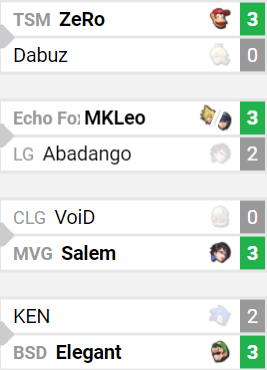 TSM ZeRo 3
Dabuz 0
Echo Fo MKLeo 3
LG Abadango 2
CLG VoiD 0
MVG Salem 3
KEN 2
BSD Elegant 3